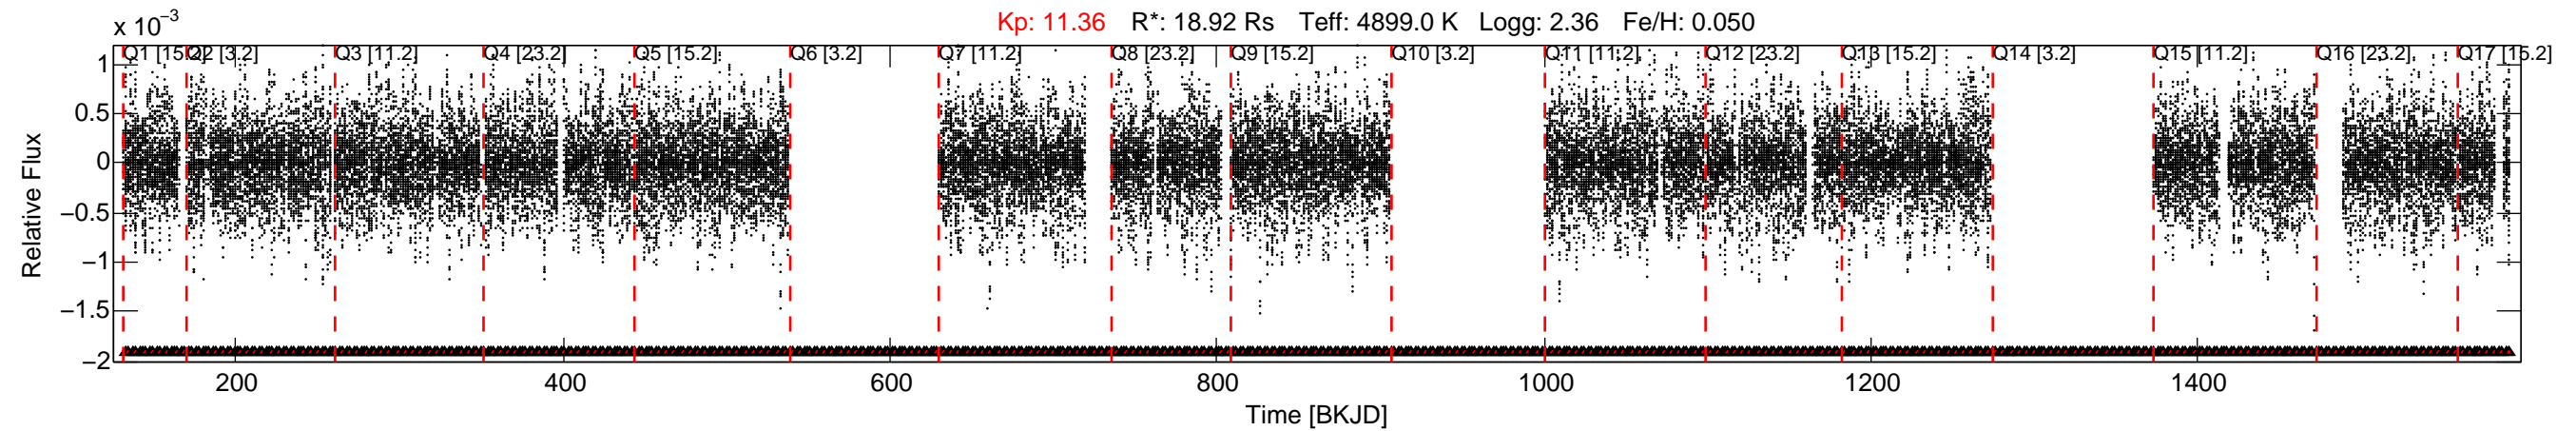 Kp: 11.36 R*: 18.92 Rs Teff: 4899.0 K Logg: 2.36 Fe/H: 0.050
x 10⁻³
Q1 [15.2] Q2 [3.2] Q3 [11.2] Q4 [23.2] Q5 [15.2] Q6 [3.2] Q7 [11.2] Q8 [23.2] Q9 [15.2] Q10 [3.2] Q11 [11.2] Q12 [23.2] Q13 [15.2] Q14 [3.2] Q15 [11.2] Q16 [23.2] Q17 [15.2]
1
0.5
0
−0.5
−1
−1.5
−2
Relative Flux
200 400 600 800 1000 1200 1400
Time [BKJD]